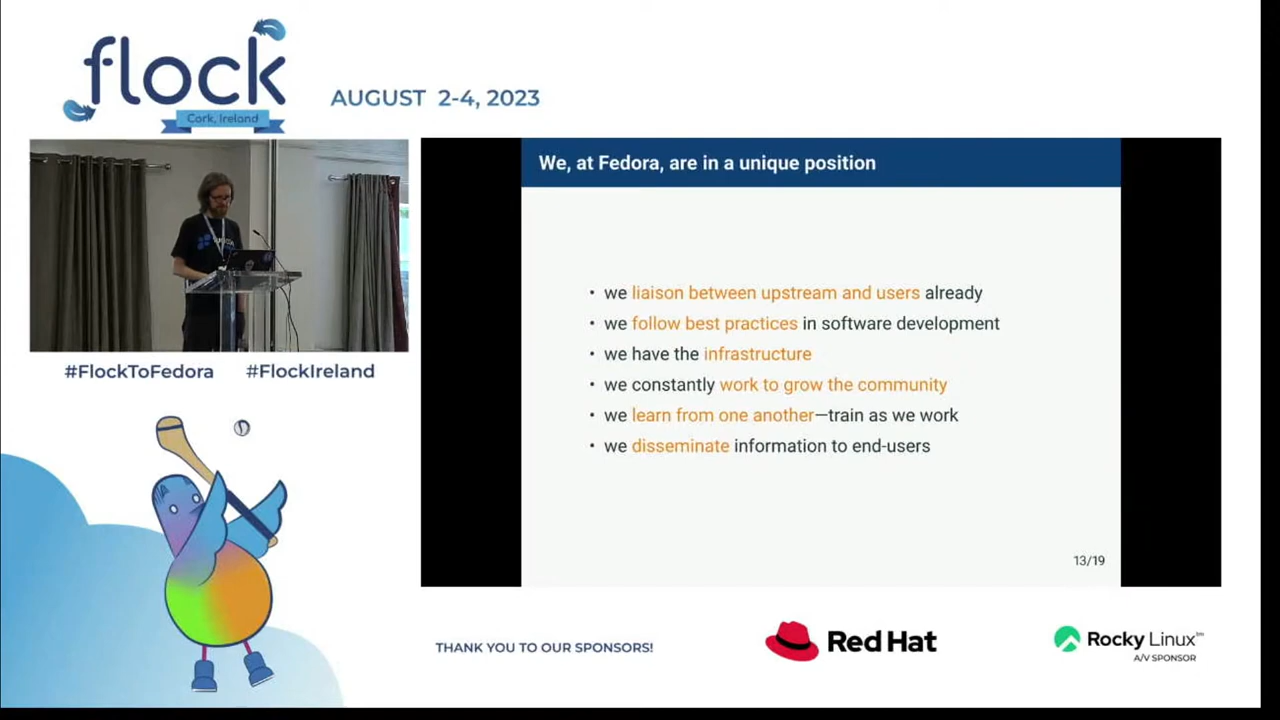 flock
Cork, Ireland
AUGUST 2-4, 2023
We, at Fedora, are in a unique position
• we liaison between upstream and users already
• we follow best practices in software development
• we have the infrastructure
• we constantly work to grow the community
• we learn from one another—train as we work
• we disseminate information to end-users
13/19
#FlockToFedora #FlockIreland
THANK YOU TO OUR SPONSORS!
Red Hat
Rocky Linux™
A/V SPONSOR